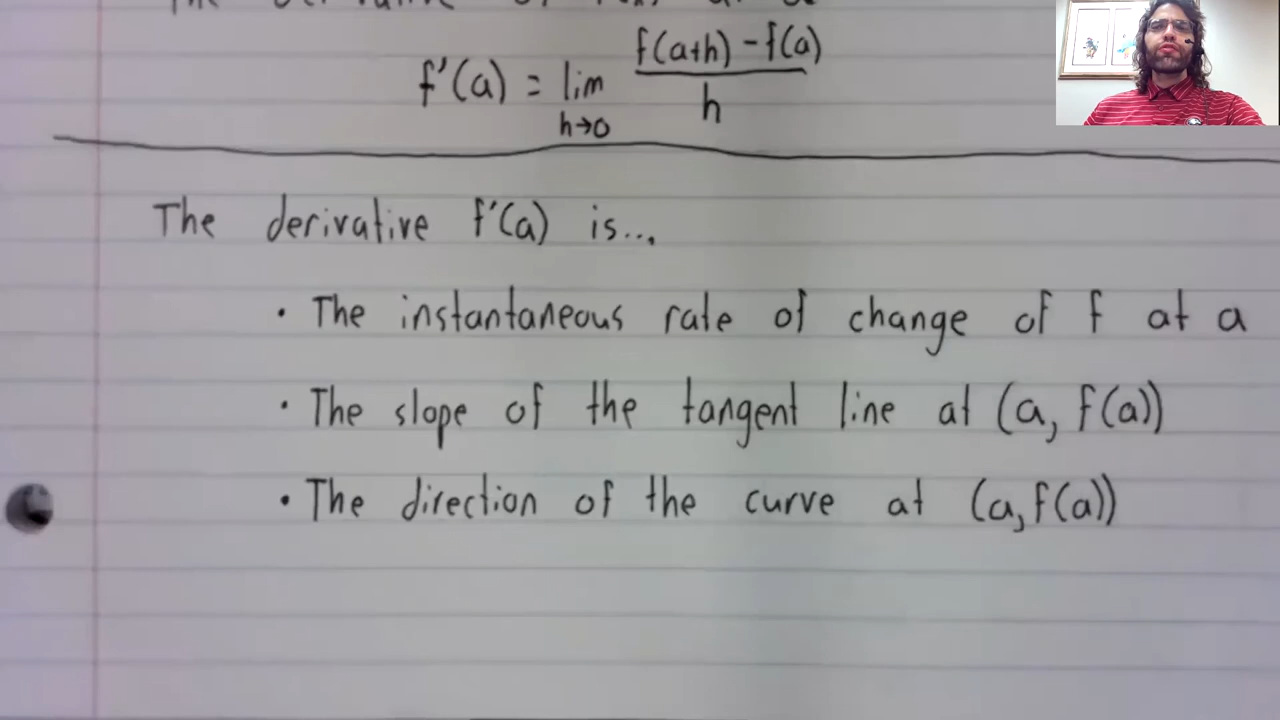 f'(a) = lim h→0 f(a+h) - f(a) / h
The derivative f'(a) is...
· The instantaneous rate of change of f at a
· The slope of the tangent line at (a, f(a))
· The direction of the curve at (a, f(a))